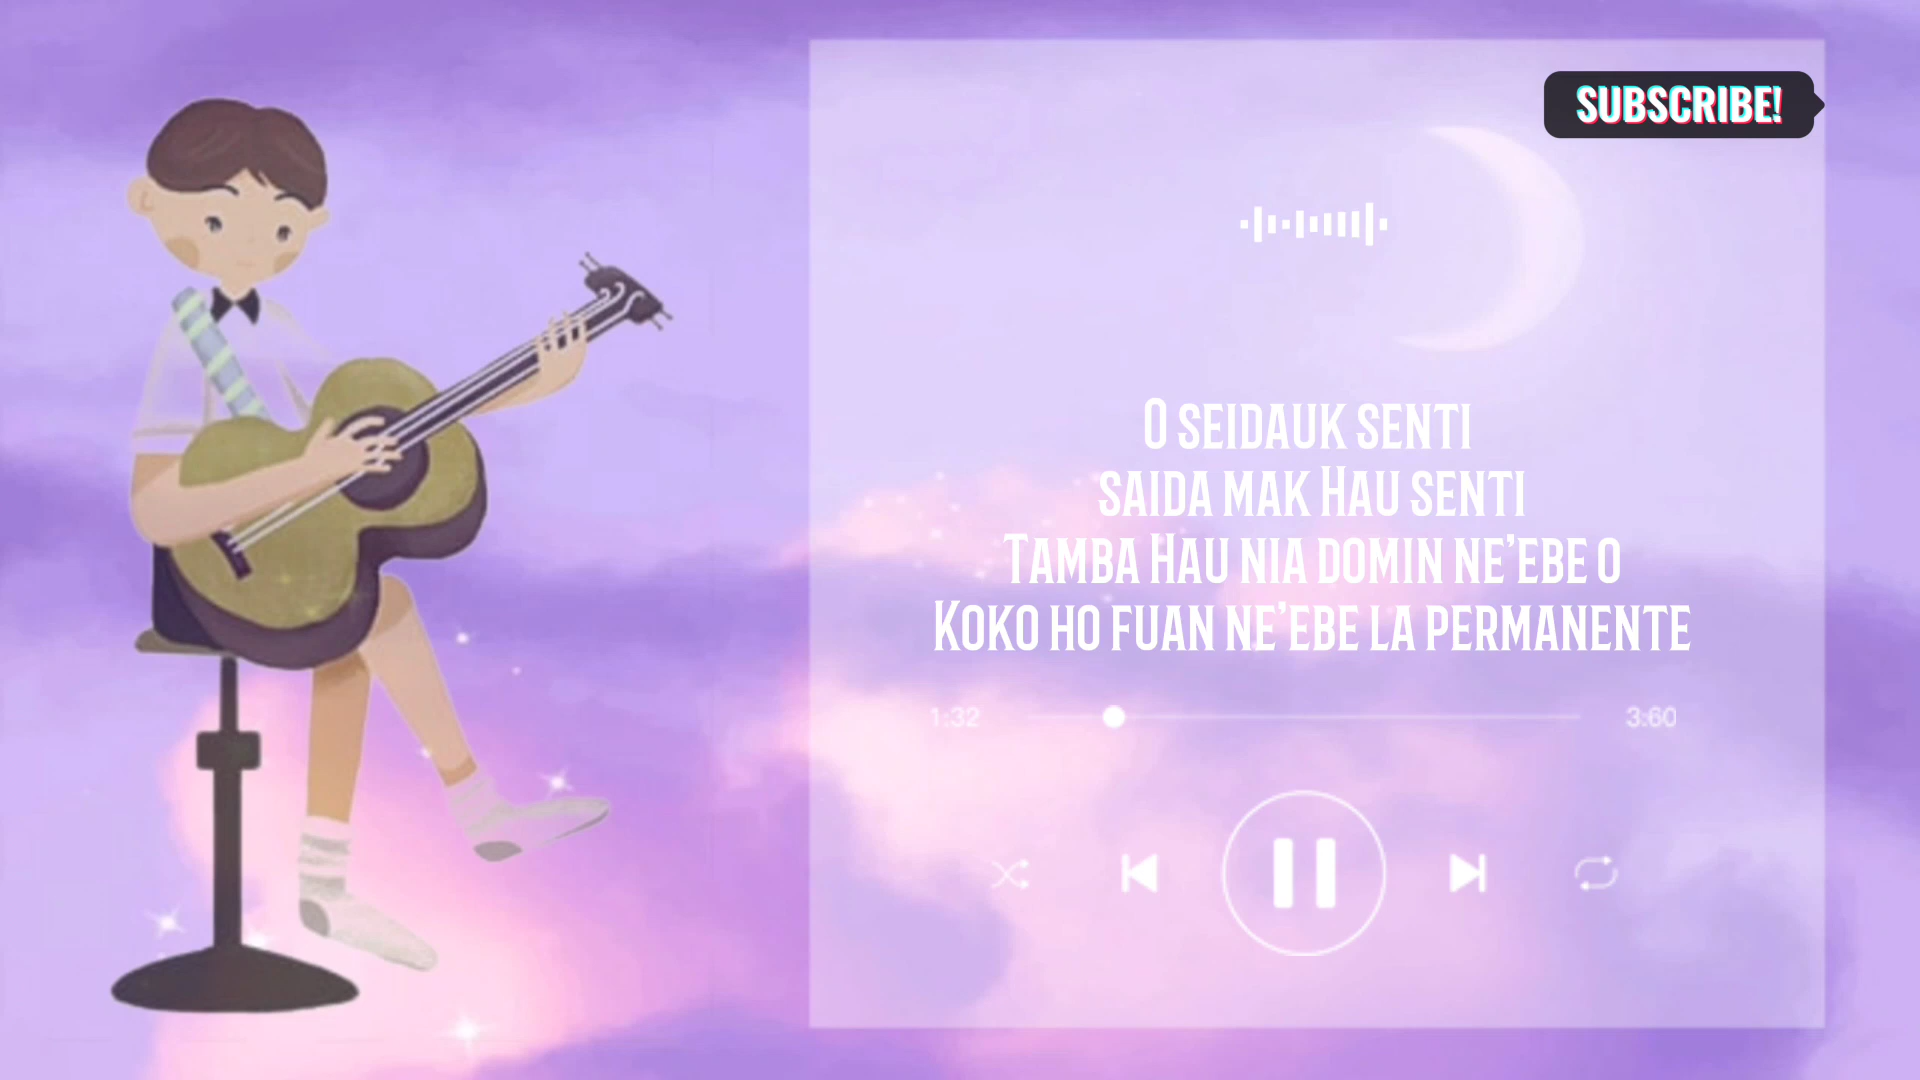 SUBSCRIBE!
O SEIDAUK SENTI
SAIDA MAK HAU SENTI
TAMBA HAU NIA DOMIN NE'EBE O
KOKO HO FUAN NE'EBE LA PERMANENTE
1:32 3:60